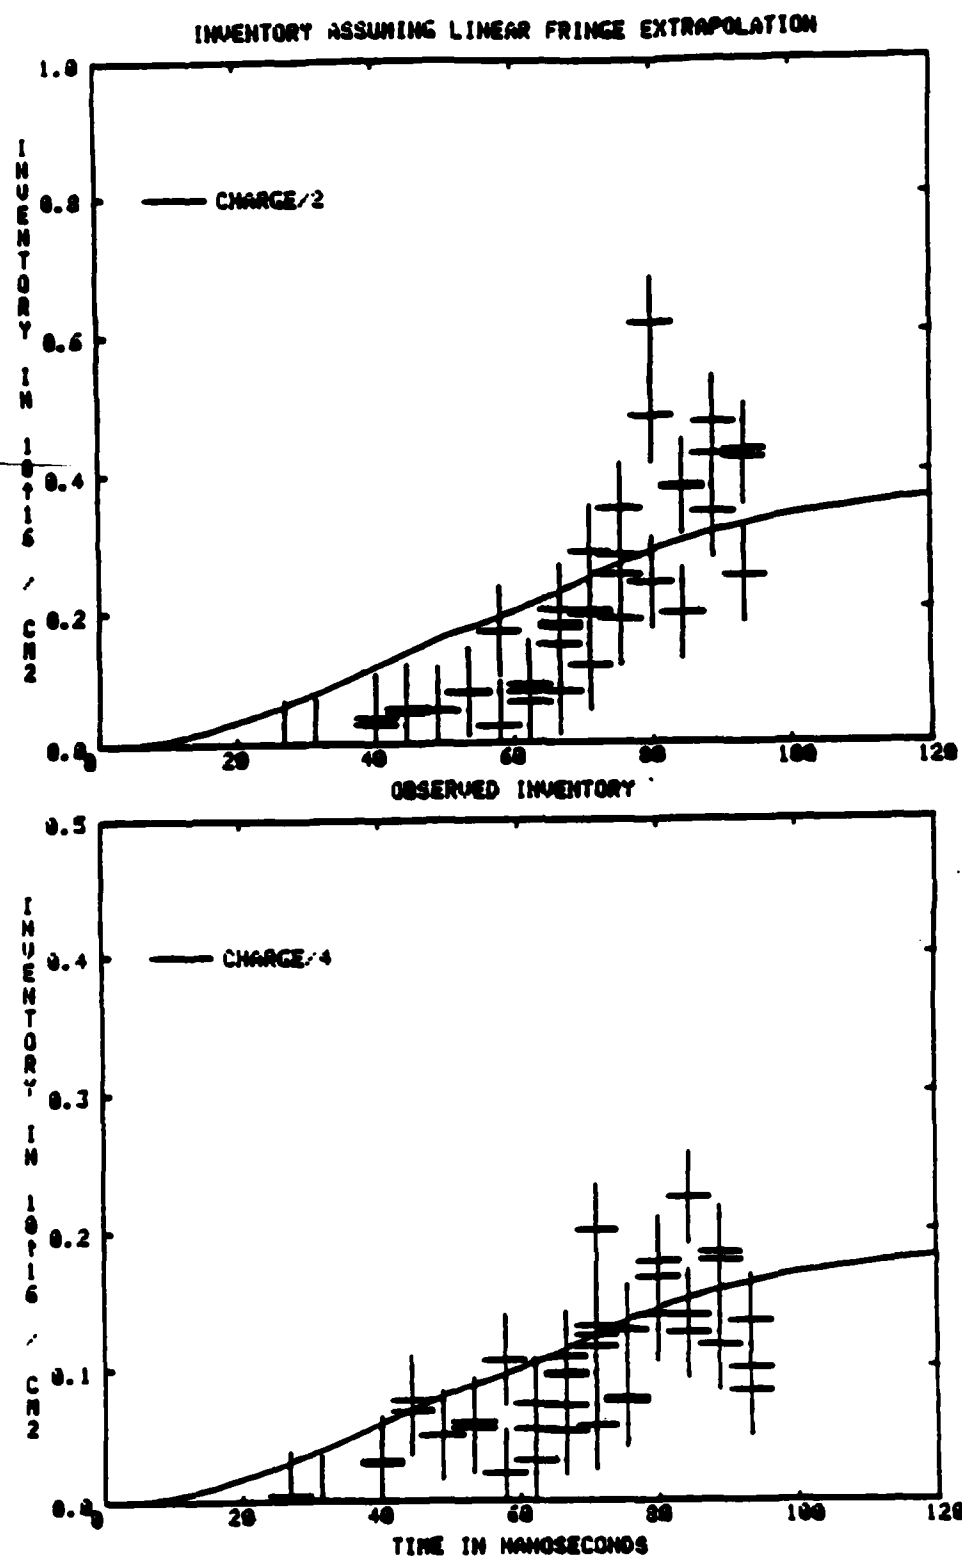 INVENTORY ASSUMING LINEAR FRINGE EXTRAPOLATION
1.0
0.8
0.6
0.4
0.2
0.0
INVENTORY IN 10↑16 / CM2
CHARGE/2
0 20 40 60 80 100 120
OBSERVED INVENTORY
0.5
0.4
0.3
0.2
0.1
0.0
INVENTORY IN 10↑16 / CM2
CHARGE/4
0 20 40 60 80 100 120
TIME IN NANOSECONDS